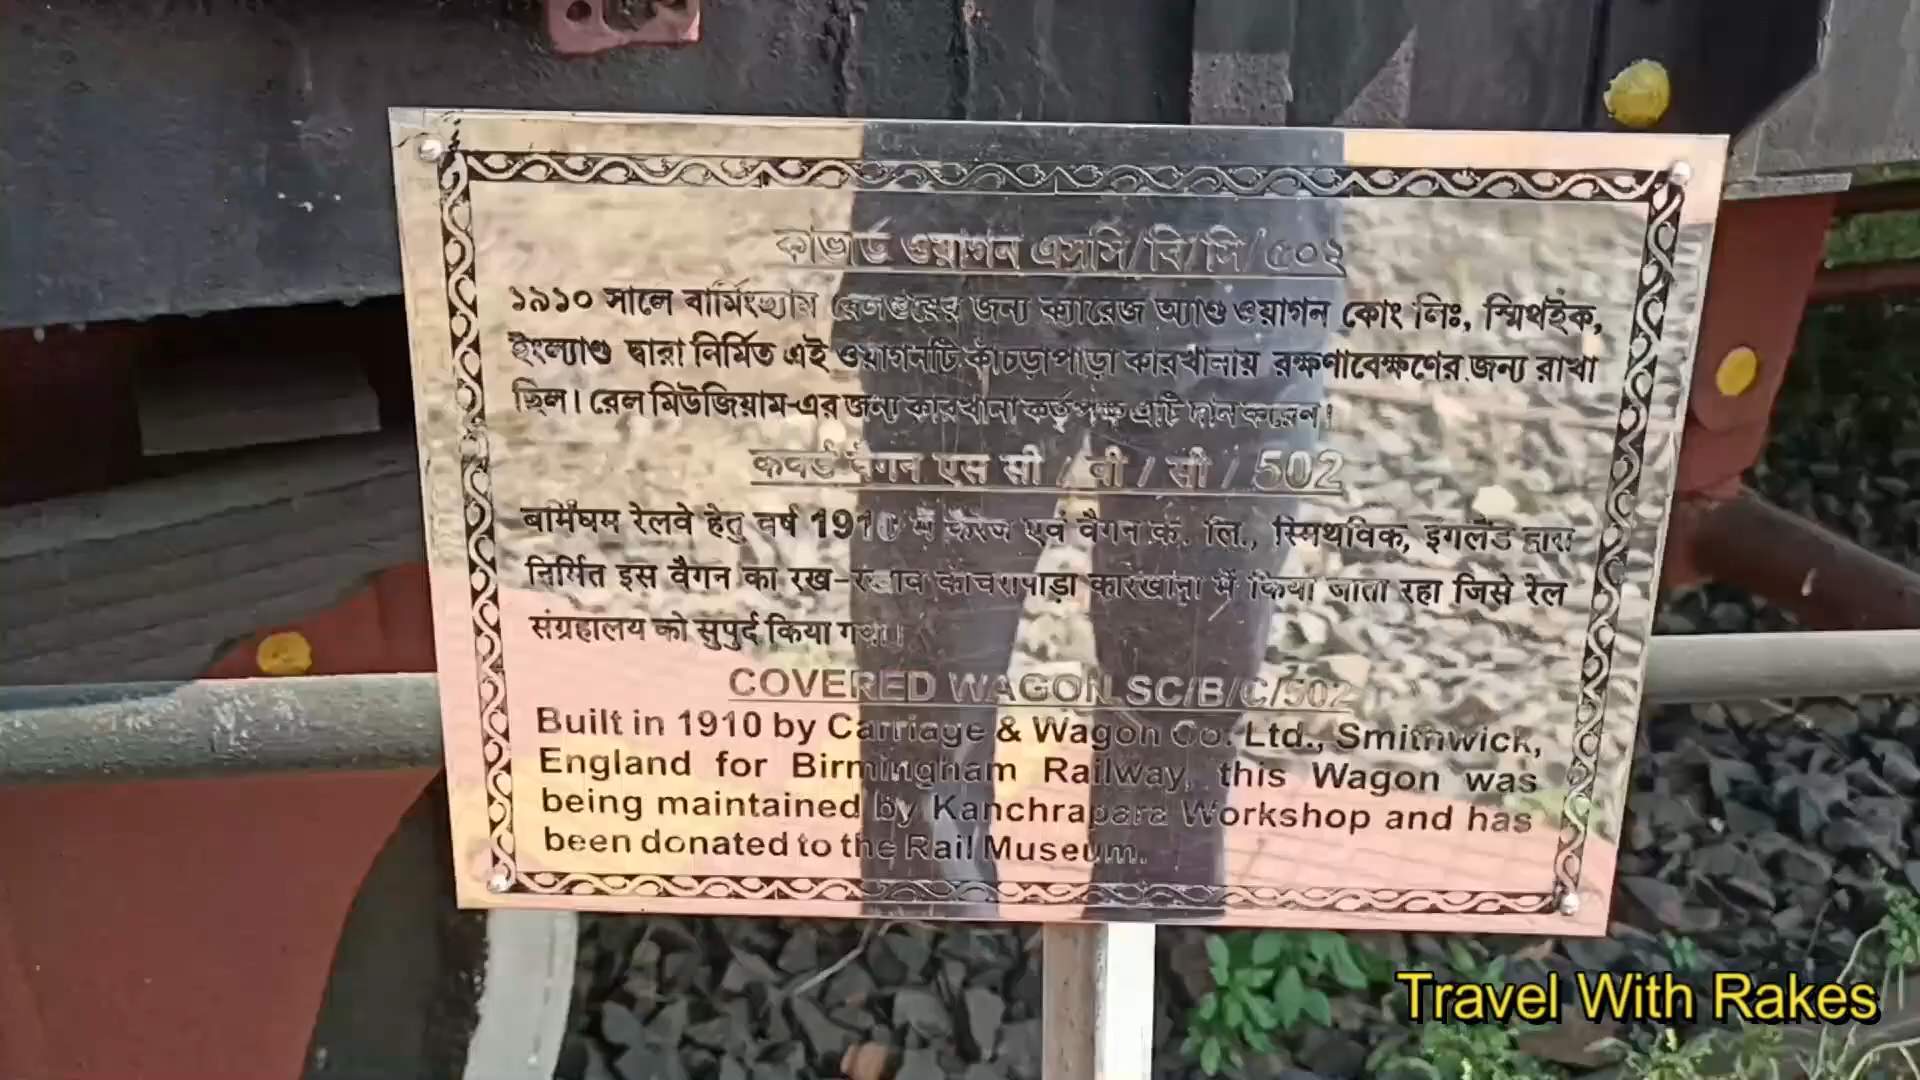 কাভার্ড ওয়াগন এসসি/বি/সি/৫০২
১৯১০ সালে বার্মিংহাম রেলওয়ের জন্য ক্যারেজ অ্যাণ্ড ওয়াগন কোং লিঃ, স্মিথইক,
ইংল্যাণ্ড দ্বারা নির্মিত এই ওয়াগনটি কাঁচড়াপাড়া কারখানায় রক্ষণাবেক্ষণের জন্য রাখা
ছিল। রেল মিউজিয়াম-এর জন্য কারখানা কর্তৃপক্ষ এটি দান করেন।
कवर्ड वैगन एस सी / बी / सी / 502
बर्मिंघम रेलवे हेतु वर्ष 1910 में कैरेज एवं वैगन कं. लि., स्मिथविक, इंगलैंड द्वारा
निर्मित इस वैगन का रख-रखाव कांचरापाड़ा कारखाना में किया जाता रहा जिसे रेल
संग्रहालय को सुपुर्द किया गया।
COVERED WAGON SC/B/C/502
Built in 1910 by Carriage & Wagon Co. Ltd., Smithwick,
England for Birmingham Railway, this Wagon was
being maintained by Kanchrapara Workshop and has
been donated to the Rail Museum.
Travel With Rakes